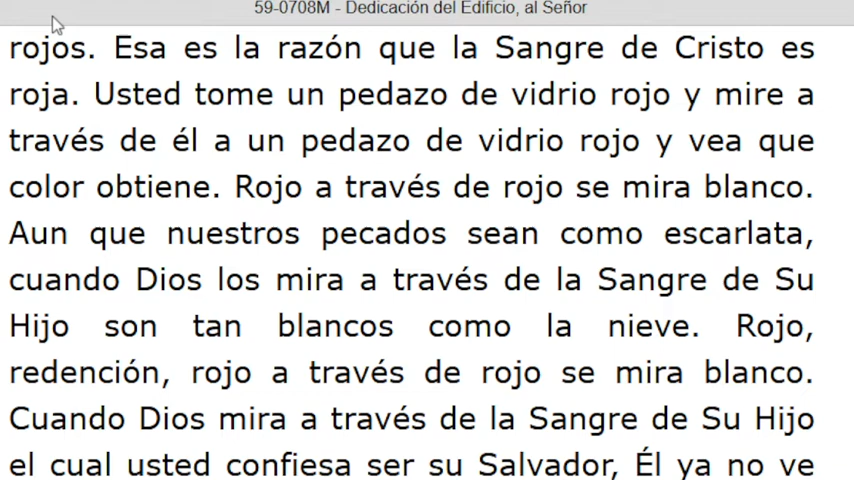 59-0708M - Dedicación del Edificio, al Señor
rojos. Esa es la razón que la Sangre de Cristo es
roja. Usted tome un pedazo de vidrio rojo y mire a
través de él a un pedazo de vidrio rojo y vea que
color obtiene. Rojo a través de rojo se mira blanco.
Aun que nuestros pecados sean como escarlata,
cuando Dios los mira a través de la Sangre de Su
Hijo son tan blancos como la nieve. Rojo,
redención, rojo a través de rojo se mira blanco.
Cuando Dios mira a través de la Sangre de Su Hijo
el cual usted confiesa ser su Salvador, Él ya no ve